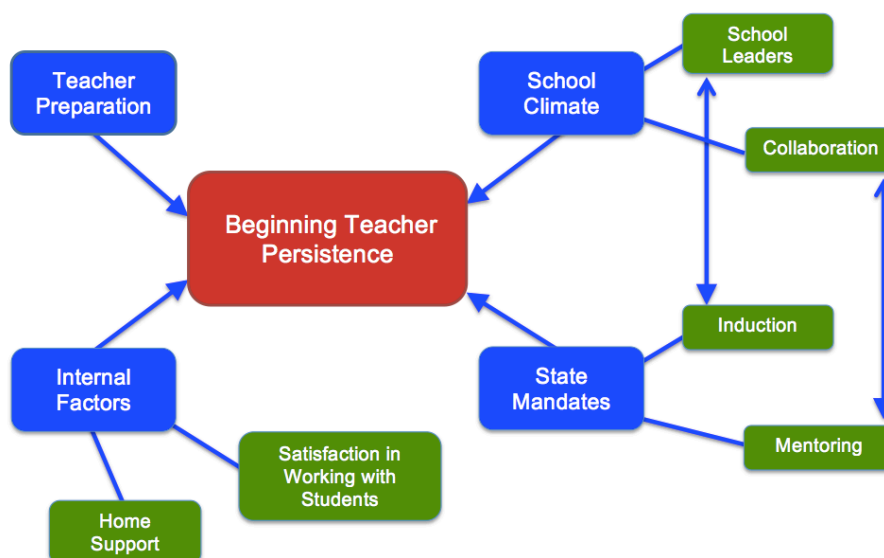 Teacher
Preparation
School
Climate
School
Leaders
Collaboration
Beginning Teacher
Persistence
Induction
Internal
Factors
State
Mandates
Mentoring
Satisfaction in
Working with
Students
Home
Support